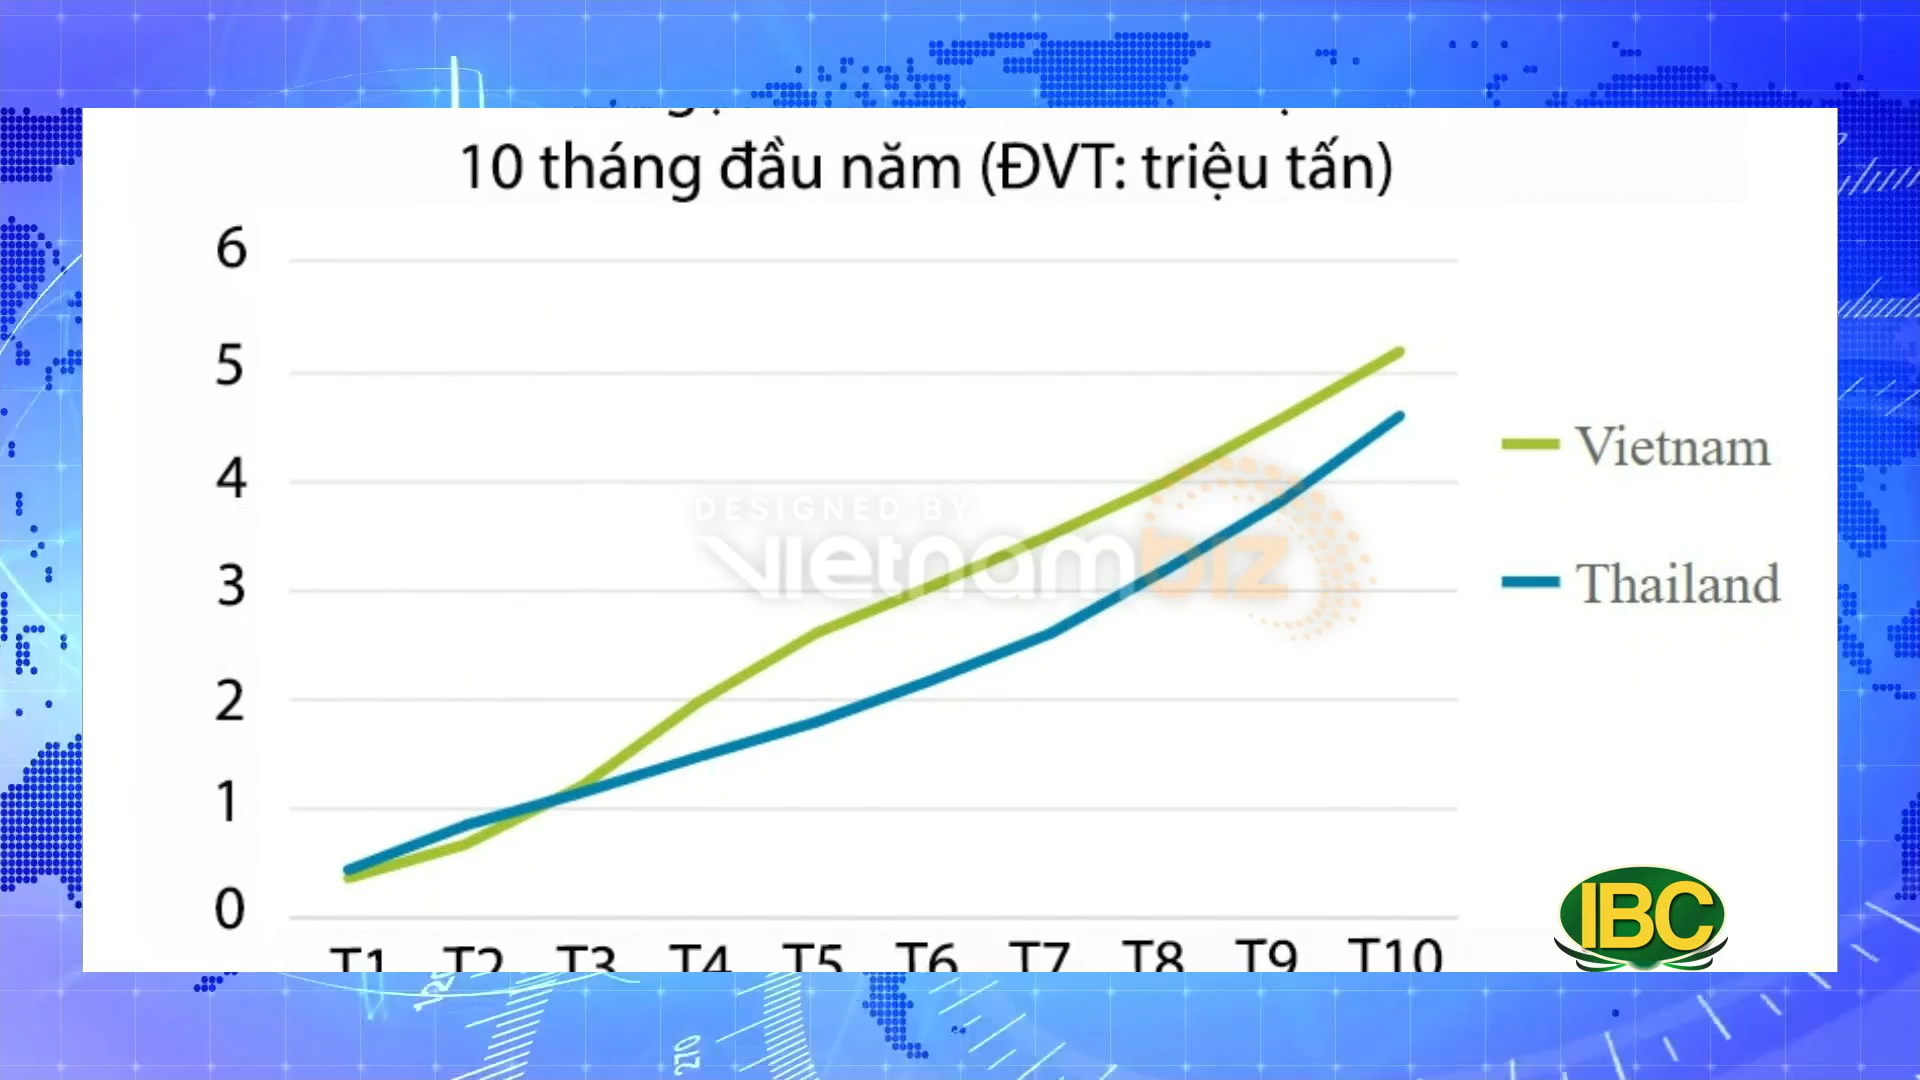 10 tháng đầu năm (ĐVT: triệu tấn)
6
5
4
3
2
1
0
DESIGNED BY
vietnambiz
Vietnam
Thailand
T1 T2 T3 T4 T5 T6 T7 T8 T9 T10
IBC
270